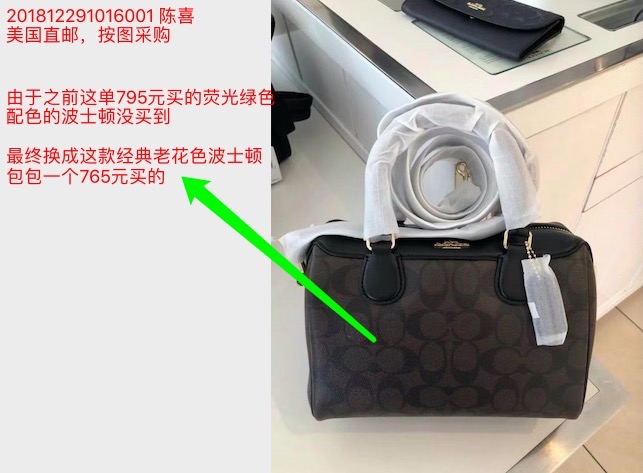 201812291016001 陈喜
美国直邮，按图采购
由于之前这单795元买的荧光绿色
配色的波士顿没买到
最终换成这款经典老花色波士顿
包包一个765元买的